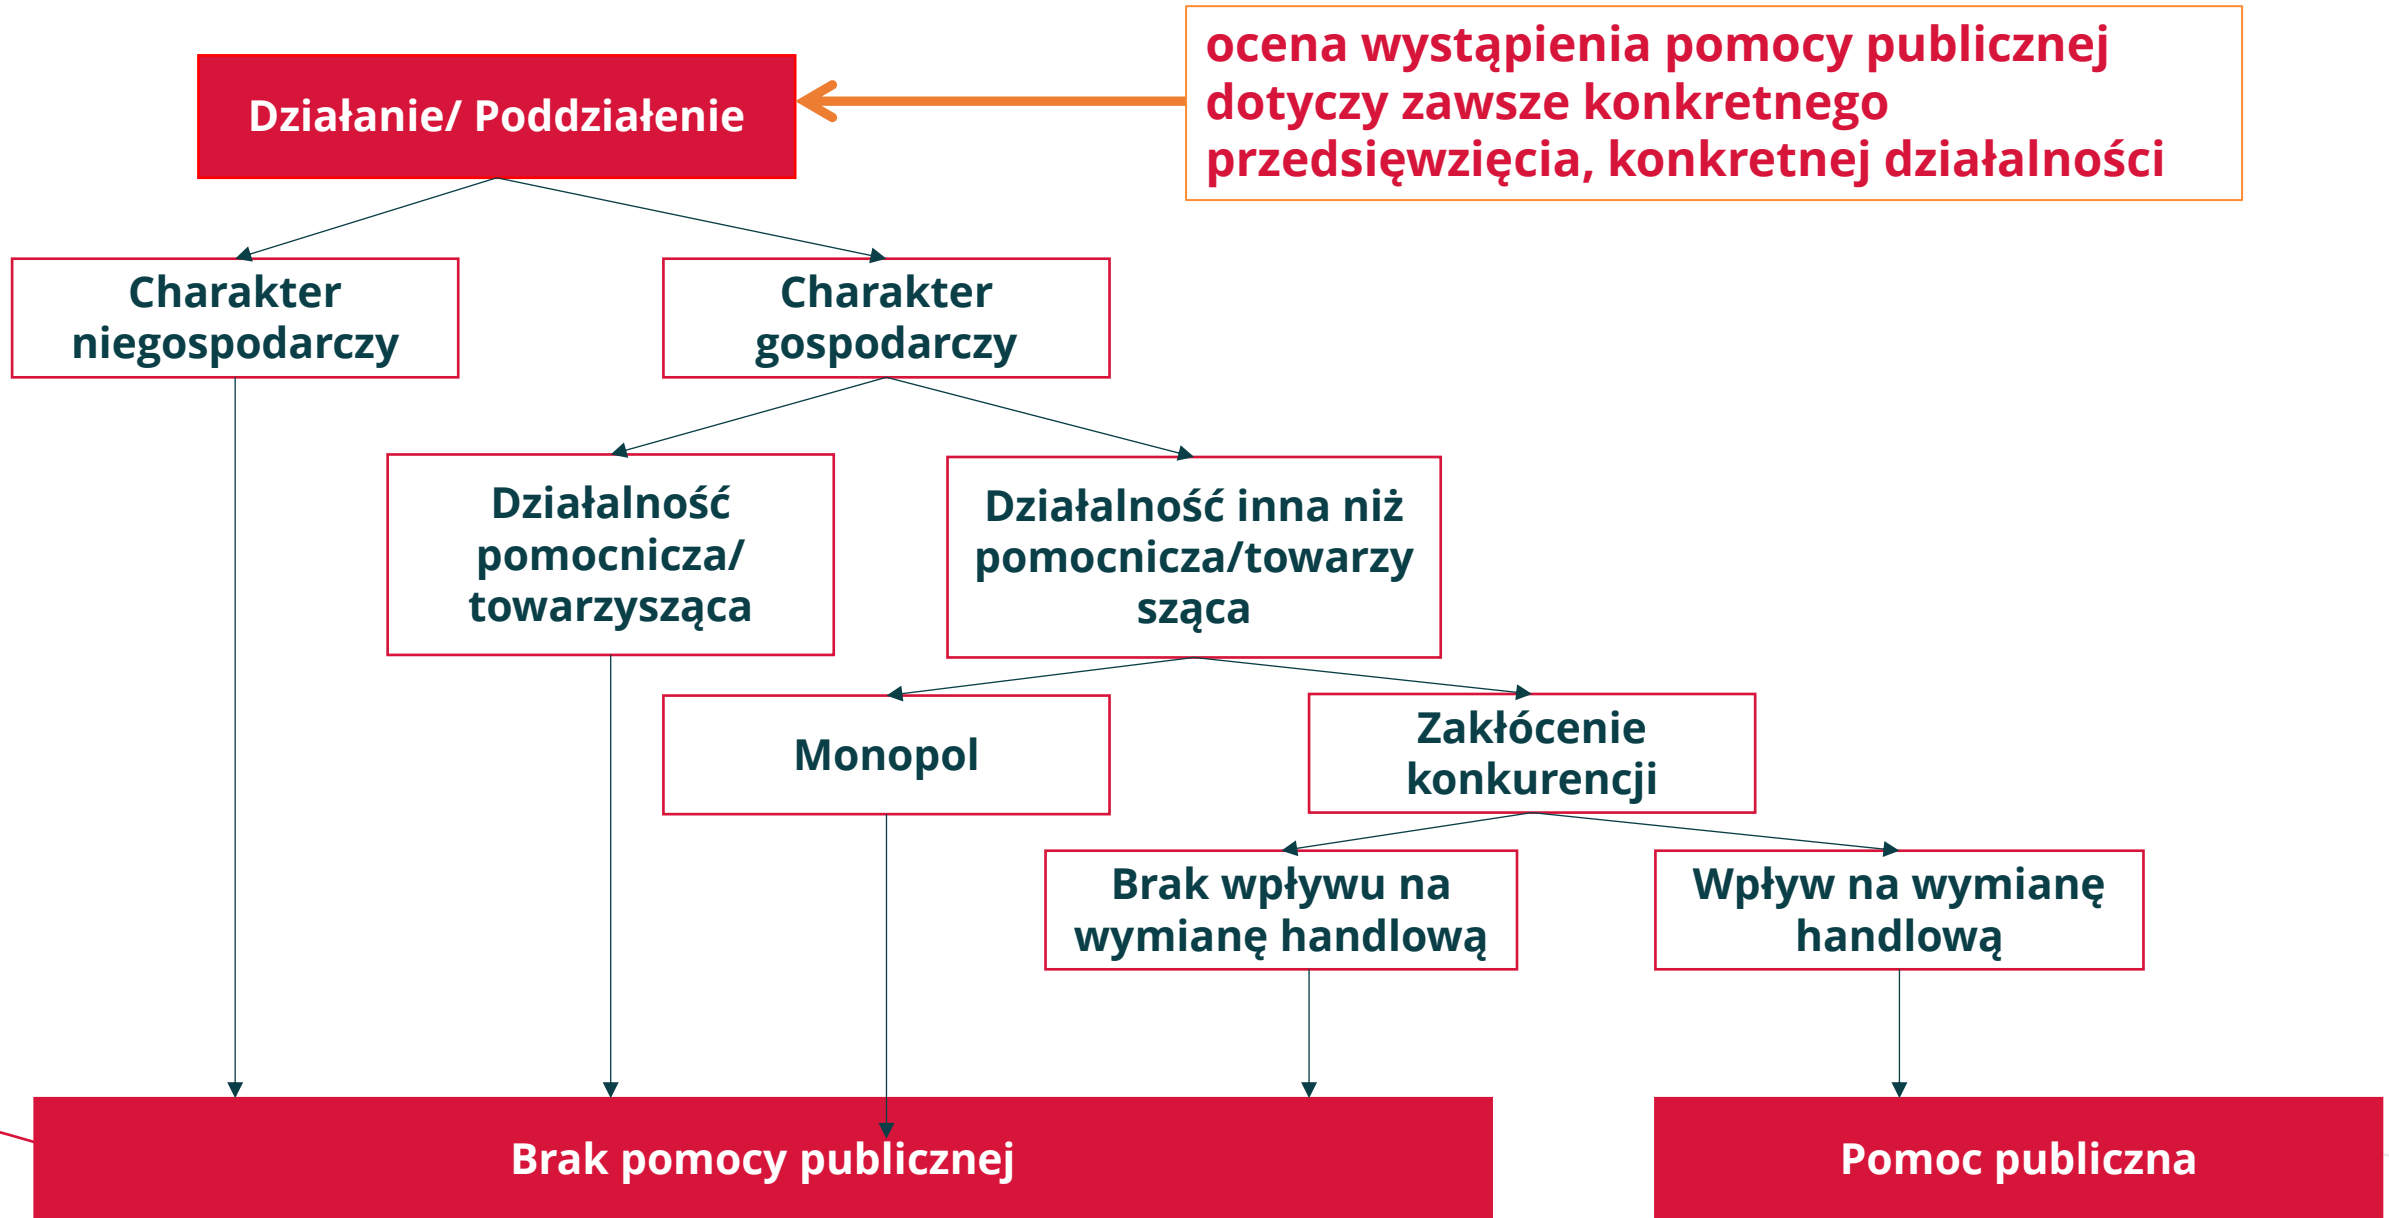 ocena wystąpienia pomocy publicznej
dotyczy zawsze konkretnego
przedsięwzięcia, konkretnej działalności
Działanie/ Poddziałenie
Charakter
niegospodarczy
Charakter
gospodarczy
Działalność
pomocnicza/
towarzysząca
Działalność inna niż
pomocnicza/towarzy
sząca
Monopol
Zakłócenie
konkurencji
Brak wpływu na
wymianę handlową
Wpływ na wymianę
handlową
Brak pomocy publicznej
Pomoc publiczna